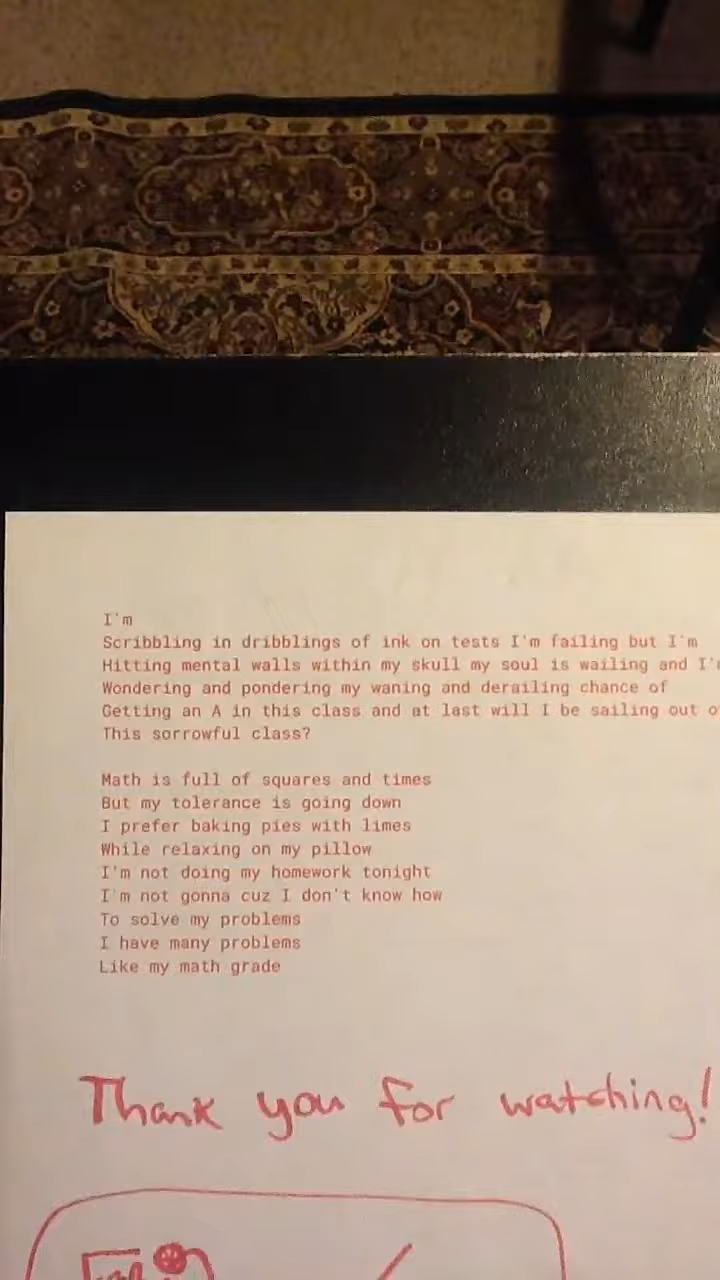 I'm
Scribbling in dribblings of ink on tests I'm failing but I'm
Hitting mental walls within my skull my soul is wailing and
Wondering and pondering my waning and derailing chance of
Getting an A in this class and at last will I be sailing out
This sorrowful class?
Math is full of squares and times
But my tolerance is going down
I prefer baking pies with limes
While relaxing on my pillow
I'm not doing my homework tonight
I'm not gonna cuz I don't know how
To solve my problems
I have many problems
Like my math grade
Thank you for watching!